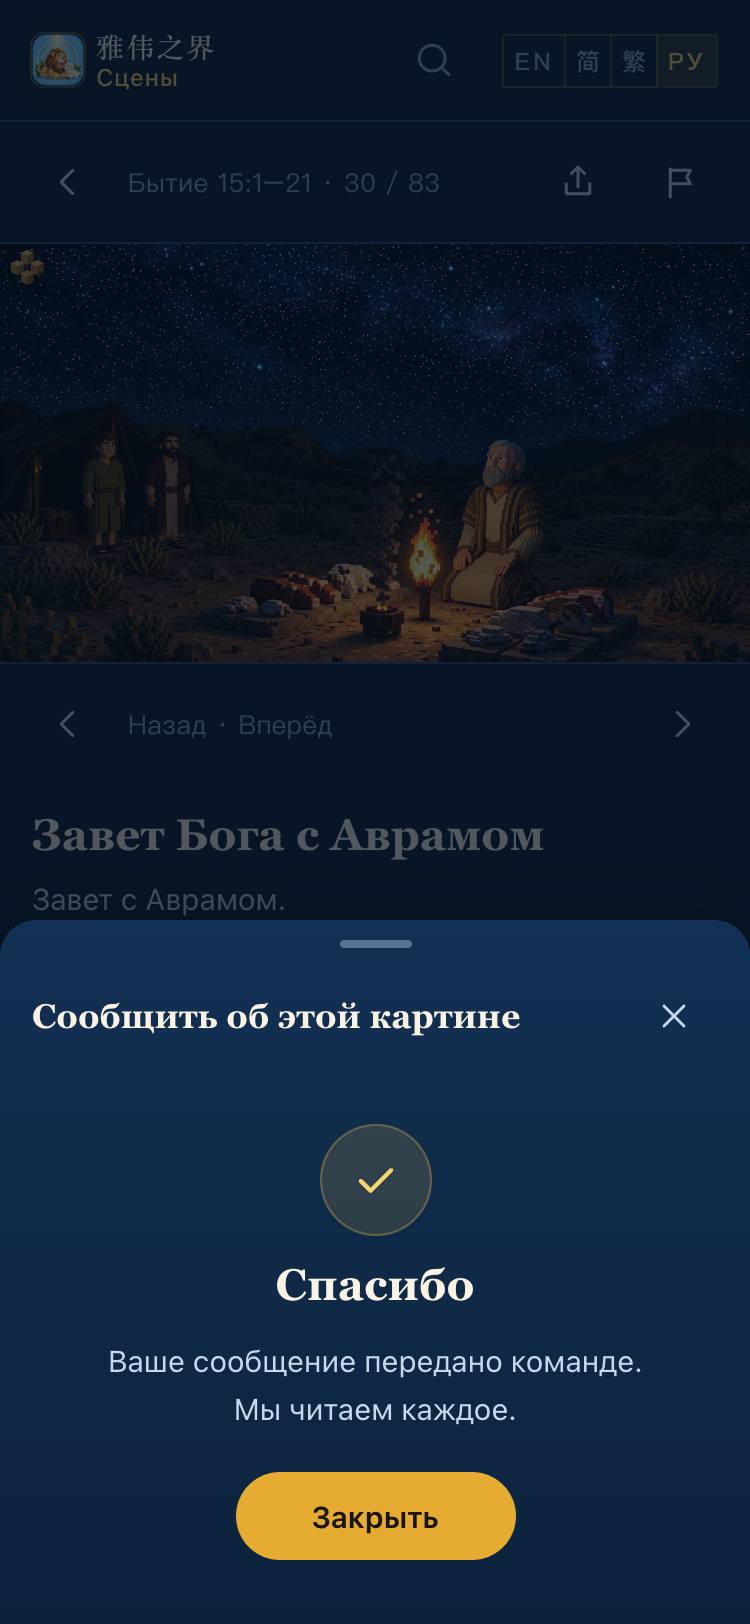 雅伟之界
Сцены
EN 简 繁 РУ
Бытие 15:1—21 · 30 / 83
Назад · Вперёд
Завет Бога с Аврамом
Завет с Аврамом.
Сообщить об этой картине
Спасибо
Ваше сообщение передано команде.
Мы читаем каждое.
Закрыть